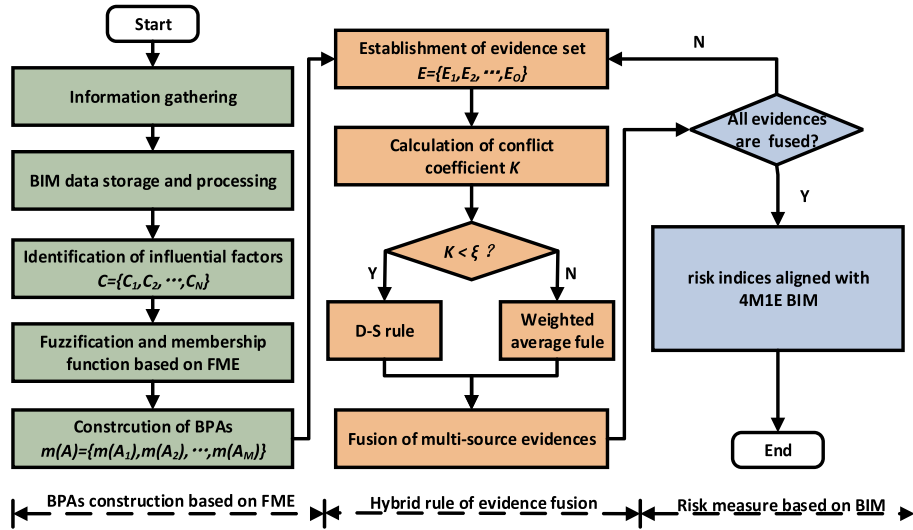 Start
Information gathering
BIM data storage and processing
Identification of influential factors
C={C1,C2,⋯,CN}
Fuzzification and membership
function based on FME
Constrcution of BPAs
m(A)={m(A1),m(A2),⋯,m(AM)}
Establishment of evidence set
E={E1,E2,⋯,EO}
Calculation of conflict
coefficient K
K < ξ ?
Y
N
D-S rule
Weighted
average fule
Fusion of multi-source evidences
N
All evidences
are fused?
Y
risk indices aligned with
4M1E BIM
End
BPAs construction based on FME
Hybrid rule of evidence fusion
Risk measure based on BIM